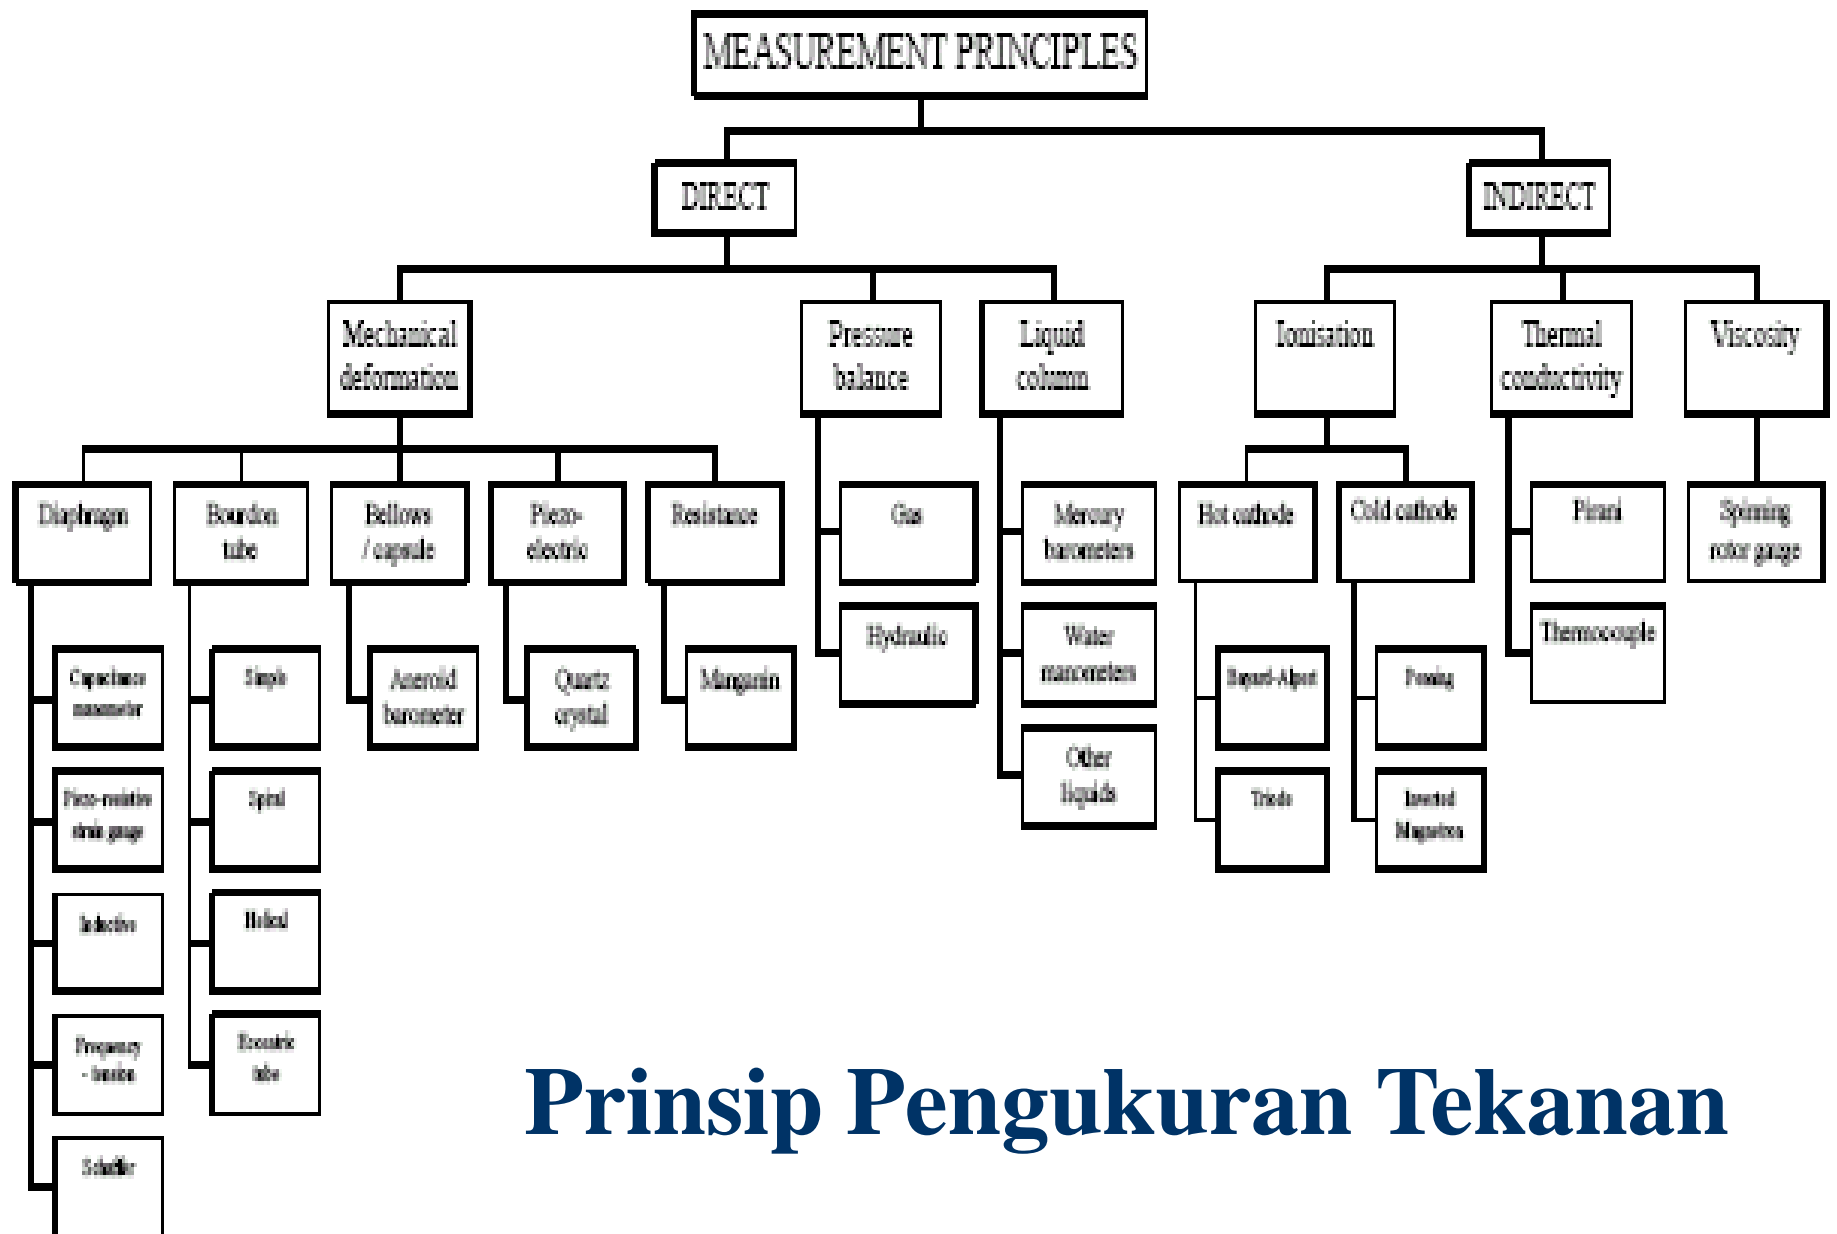 MEASUREMENT PRINCIPLES
DIRECT
INDIRECT
Mechanical
deformation
Pressure
balance
Liquid
column
Ionisation
Thermal
conductivity
Viscosity
Diaphragm
Bourdon
tube
Bellows
/ capsule
Piezo-
electric
Resistance
Gas
Mercury
barometers
Hot cathode
Cold cathode
Pirani
Spinning
rotor gauge
Hydraulic
Water
manometers
Thermocouple
Capacitance
manometer
Simple
Aneroid
barometer
Quartz
crystal
Manganin
Bayard-Alpert
Penning
Other
liquids
Piezo-resistive
strain gauge
Spiral
Triode
Inverted
Magnetron
Inductive
Helical
Frequency
- tension
Eccentric
tube
Schaffer
Prinsip Pengukuran Tekanan